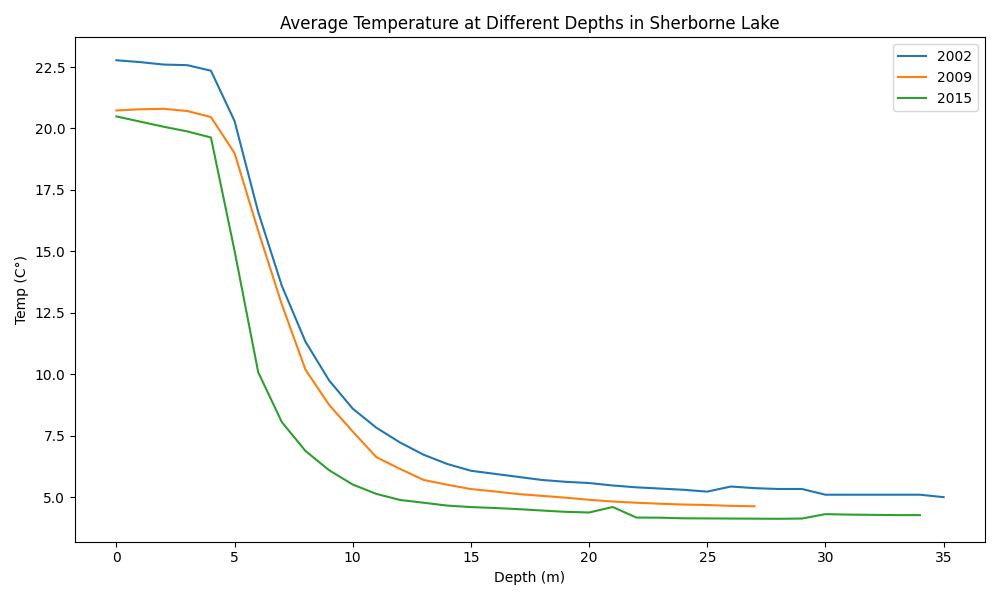 Average Temperature at Different Depths in Sherborne Lake
2002
2009
2015
22.5
20.0
17.5
15.0
12.5
10.0
7.5
5.0
Temp (C°)
0 5 10 15 20 25 30 35
Depth (m)